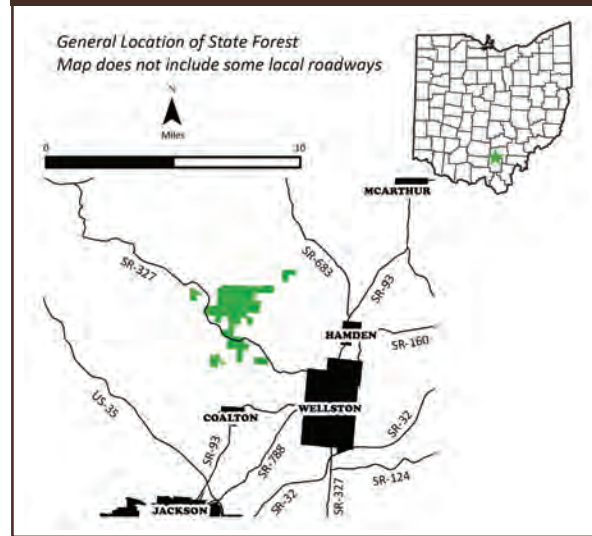 General Location of State Forest
Map does not include some local roadways
N
Miles
0
10
MCARTHUR
SR-327
SR-683
SR-93
HAMDEN
SR-160
US-35
WELLSTON
COALTON
SR-93
SR-788
SR-32
SR-124
SR-32
SR-327
JACKSON